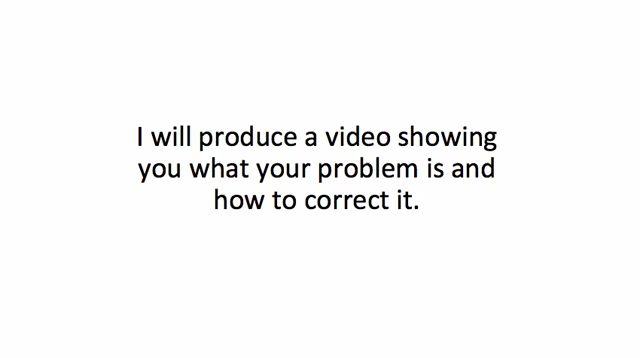 I will produce a video showing
you what your problem is and
how to correct it.